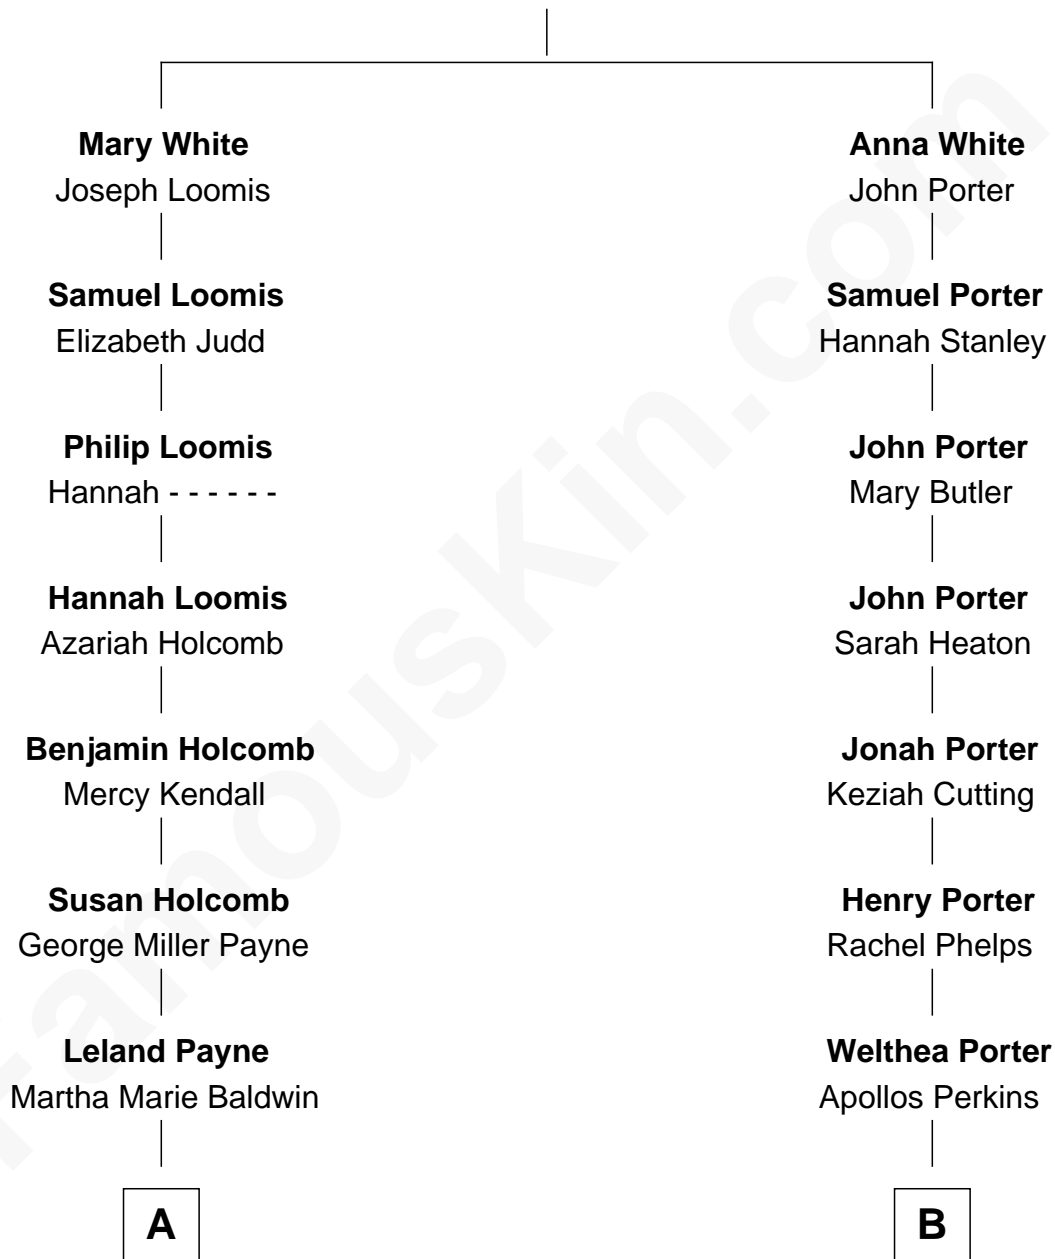 Mary White
Joseph Loomis
Samuel Loomis
Elizabeth Judd
Philip Loomis
Hannah - - - - - -
Hannah Loomis
Azariah Holcomb
Benjamin Holcomb
Mercy Kendall
Susan Holcomb
George Miller Payne
Leland Payne
Martha Marie Baldwin
A
Anna White
John Porter
Samuel Porter
Hannah Stanley
John Porter
Mary Butler
John Porter
Sarah Heaton
Jonah Porter
Keziah Cutting
Henry Porter
Rachel Phelps
Welthea Porter
Apollos Perkins
B
FamousKin.com